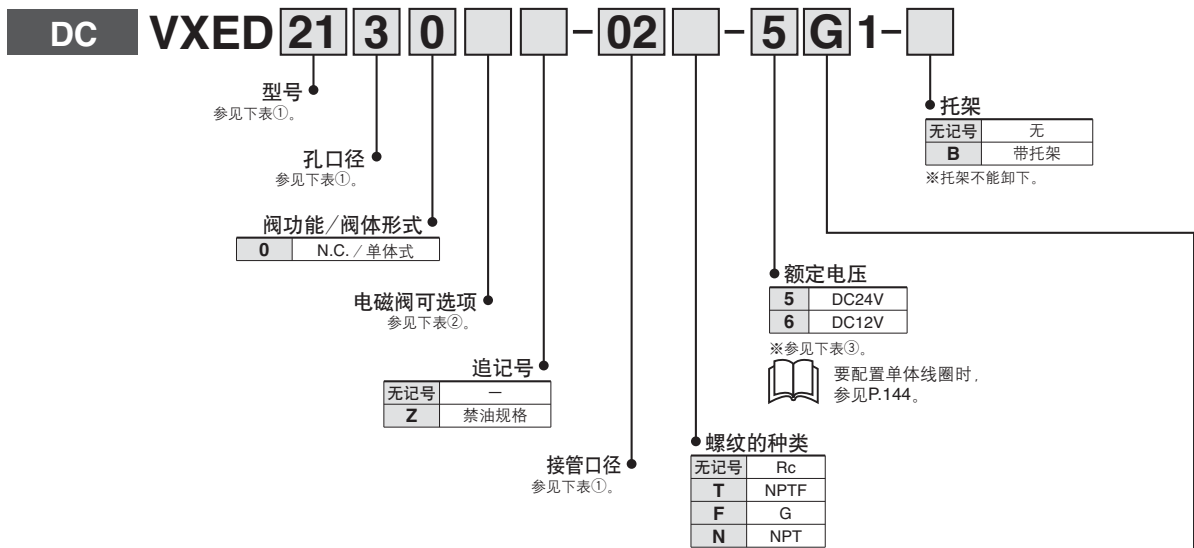 DC VXED 21 3 0 - 02 - 5 G 1-
型号
参见下表①。
孔口径
参见下表①。
阀功能/阀体形式
0 N.C. / 单体式
电磁阀可选项
参见下表②。
追记号
无记号 —
Z 禁油规格
接管口径
参见下表①。
螺纹的种类
无记号 Rc
T NPTF
F G
N NPT
额定电压
5 DC24V
6 DC12V
※参见下表③。
要配置单体线圈时,
参见P.144。
托架
无记号 无
B 带托架
※托架不能卸下。